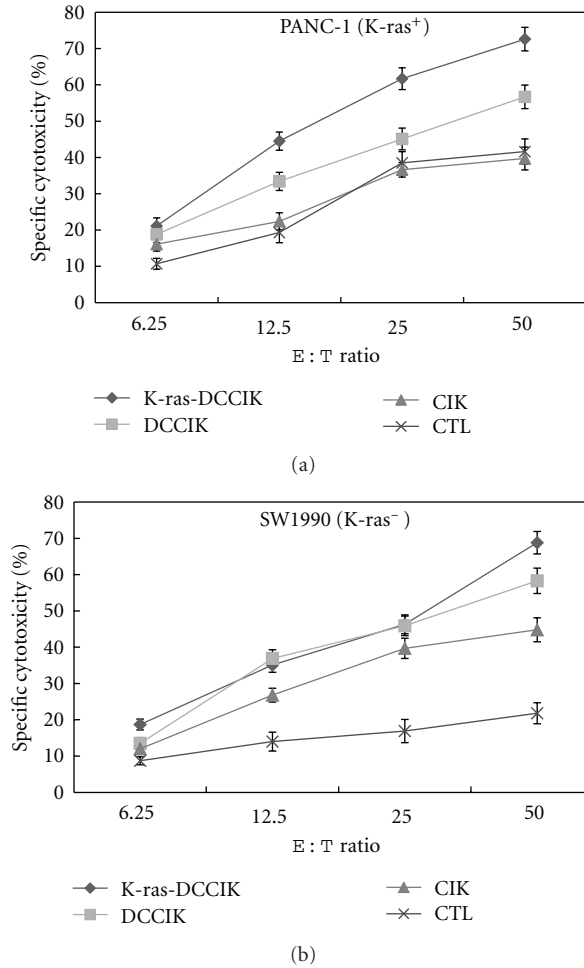 PANC-1 (K-ras⁺)
Specific cytotoxicity (%)
80
70
60
50
40
30
20
10
0
6.25 12.5 25 50
E : T ratio
K-ras-DCCIK CIK
DCCIK CTL
(a)
SW1990 (K-ras⁻ )
Specific cytotoxicity (%)
80
70
60
50
40
30
20
10
0
6.25 12.5 25 50
E : T ratio
K-ras-DCCIK CIK
DCCIK CTL
(b)